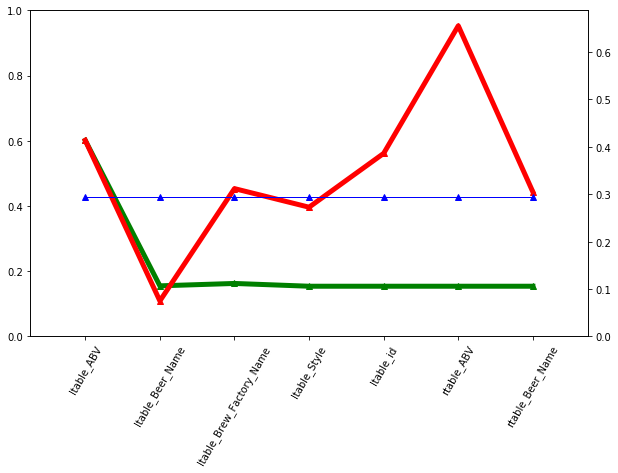 1.0
0.8
0.6
0.4
0.2
0.0
0.6
0.5
0.4
0.3
0.2
0.1
0.0
ltable_ABV
ltable_Beer_Name
ltable_Brew_Factory_Name
ltable_Style
ltable_id
rtable_ABV
rtable_Beer_Name